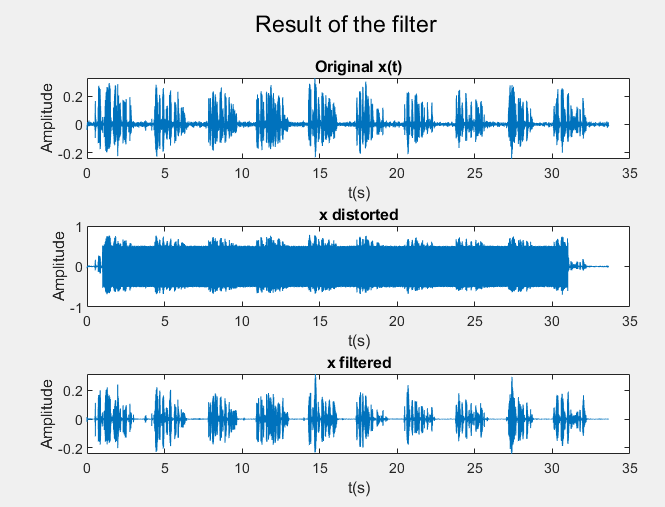 Result of the filter
Original x(t)
Amplitude
0.2
0
-0.2
0 5 10 15 20 25 30 35
t(s)
x distorted
Amplitude
1
0
-1
0 5 10 15 20 25 30 35
t(s)
x filtered
Amplitude
0.2
0
-0.2
0 5 10 15 20 25 30 35
t(s)